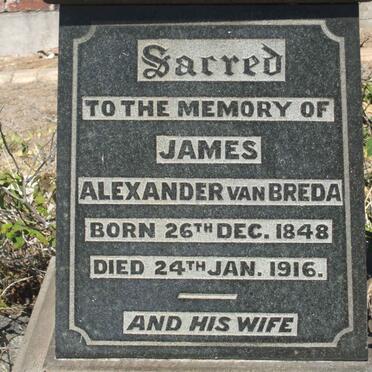 Sacred
TO THE MEMORY OF
JAMES
ALEXANDER VAN BREDA
BORN 26TH DEC. 1848
DIED 24TH JAN. 1916.
AND HIS WIFE